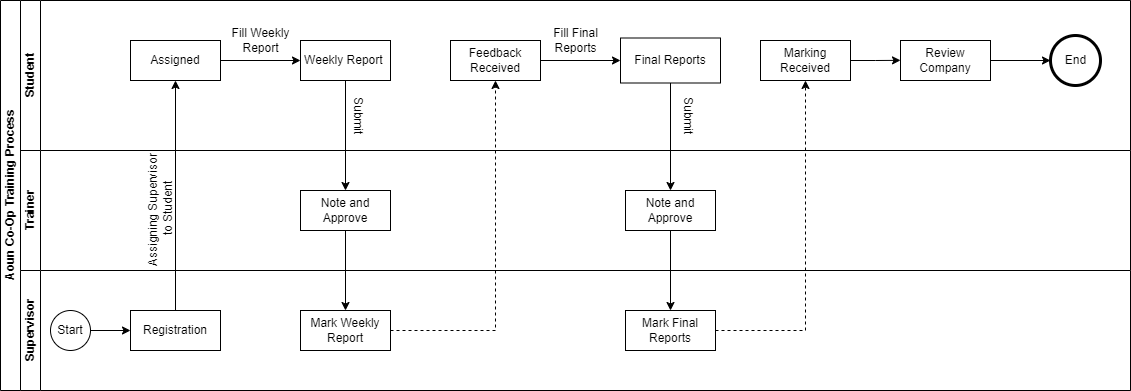 Aoun Co-Op Training Process
Student
Assigned
Fill Weekly
Report
Weekly Report
Submit
Feedback
Received
Fill Final
Reports
Final Reports
Submit
Marking
Received
Review
Company
End
Trainer
Assigning Supervisor
to Student
Note and
Approve
Note and
Approve
Supervisor
Start
Registration
Mark Weekly
Report
Mark Final
Reports